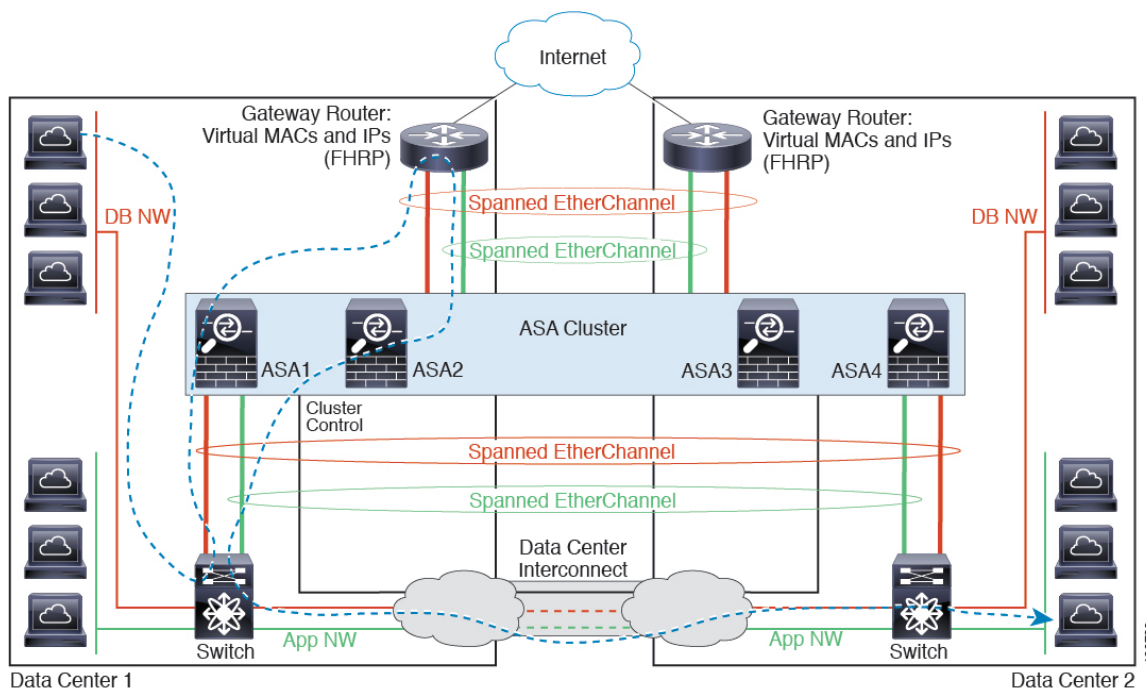 Internet
Gateway Router:
Virtual MACs and IPs
(FHRP)
Gateway Router:
Virtual MACs and IPs
(FHRP)
DB NW
Spanned EtherChannel
DB NW
Spanned EtherChannel
ASA Cluster
ASA1
ASA2
ASA3
ASA4
Cluster
Control
Spanned EtherChannel
Spanned EtherChannel
Data Center
Interconnect
App NW
App NW
Switch
Switch
Data Center 1
Data Center 2